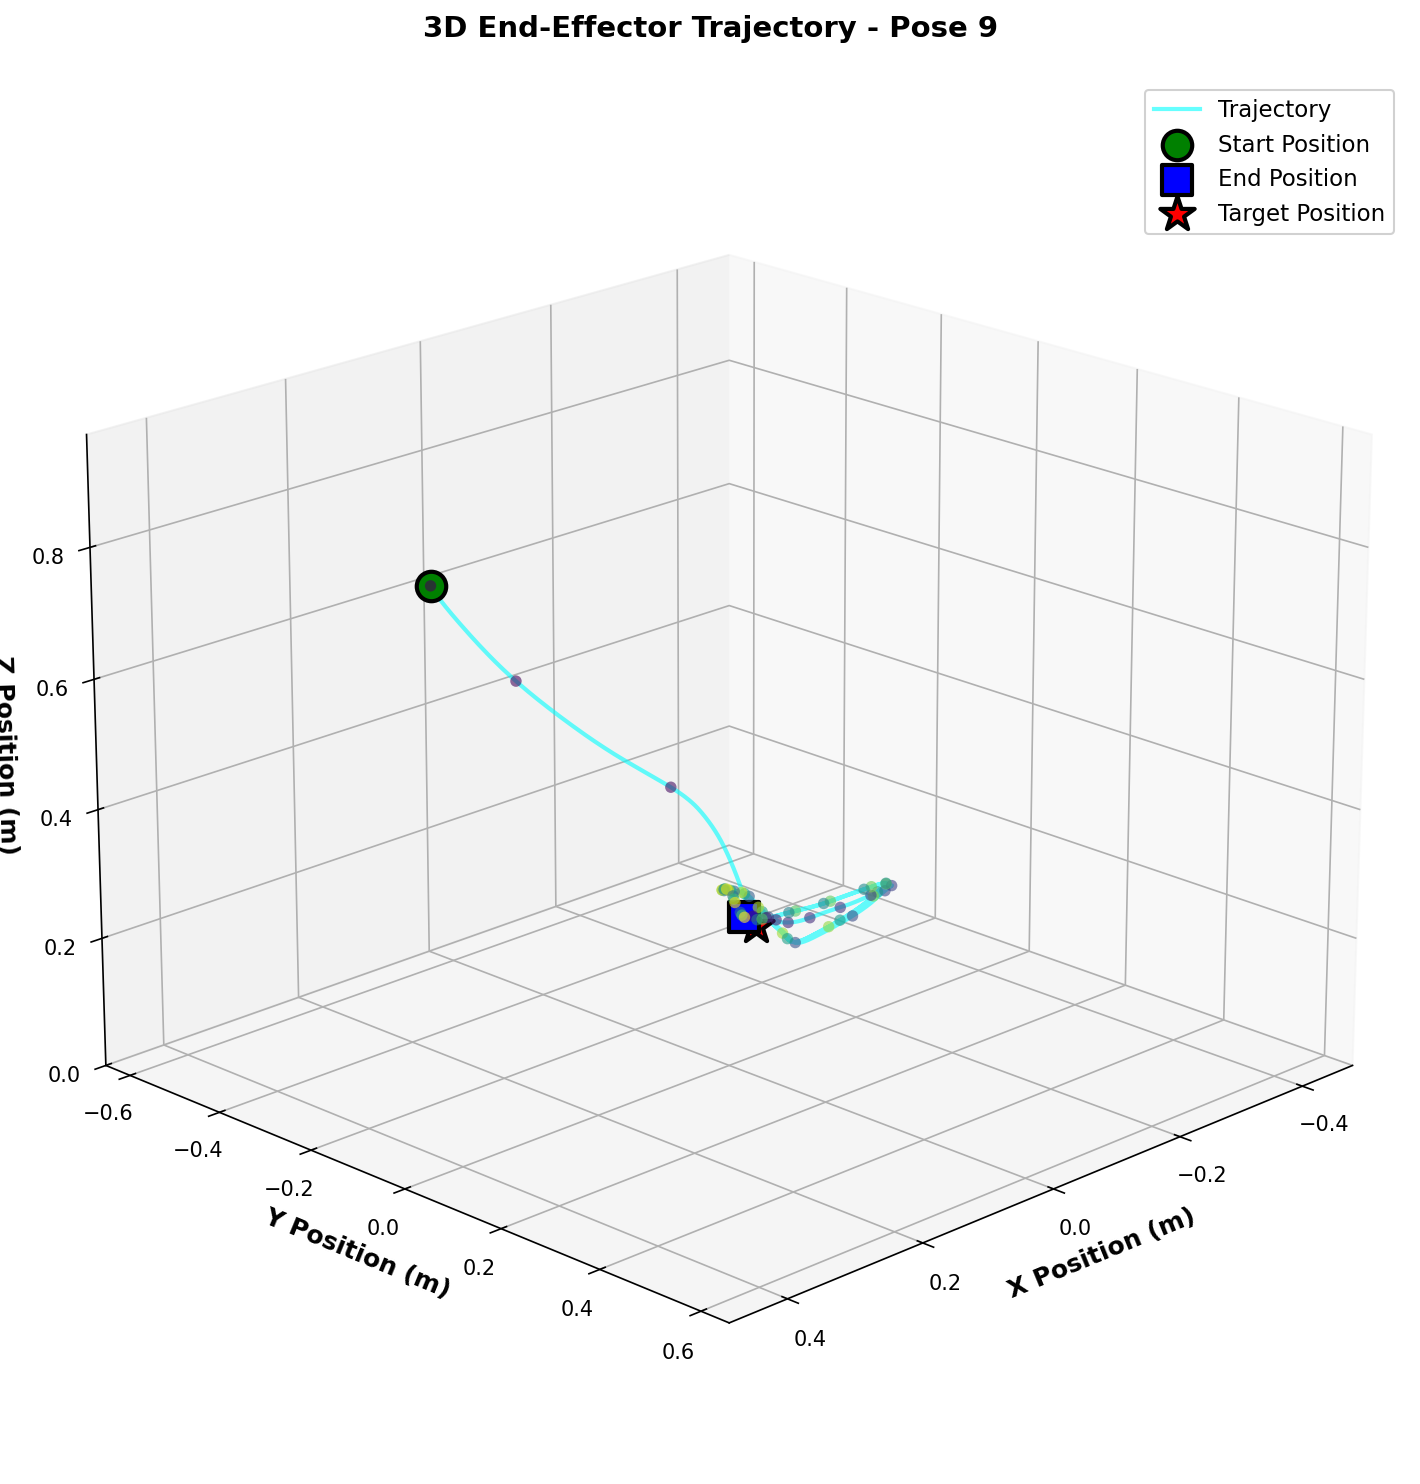 3D End-Effector Trajectory - Pose 9
Trajectory
Start Position
End Position
Target Position
0.8
0.6
0.4
0.2
0.0
Z Position (m)
−0.6
−0.4
−0.2
0.0
0.2
0.4
0.6
Y Position (m)
−0.4
−0.2
0.0
0.2
0.4
X Position (m)